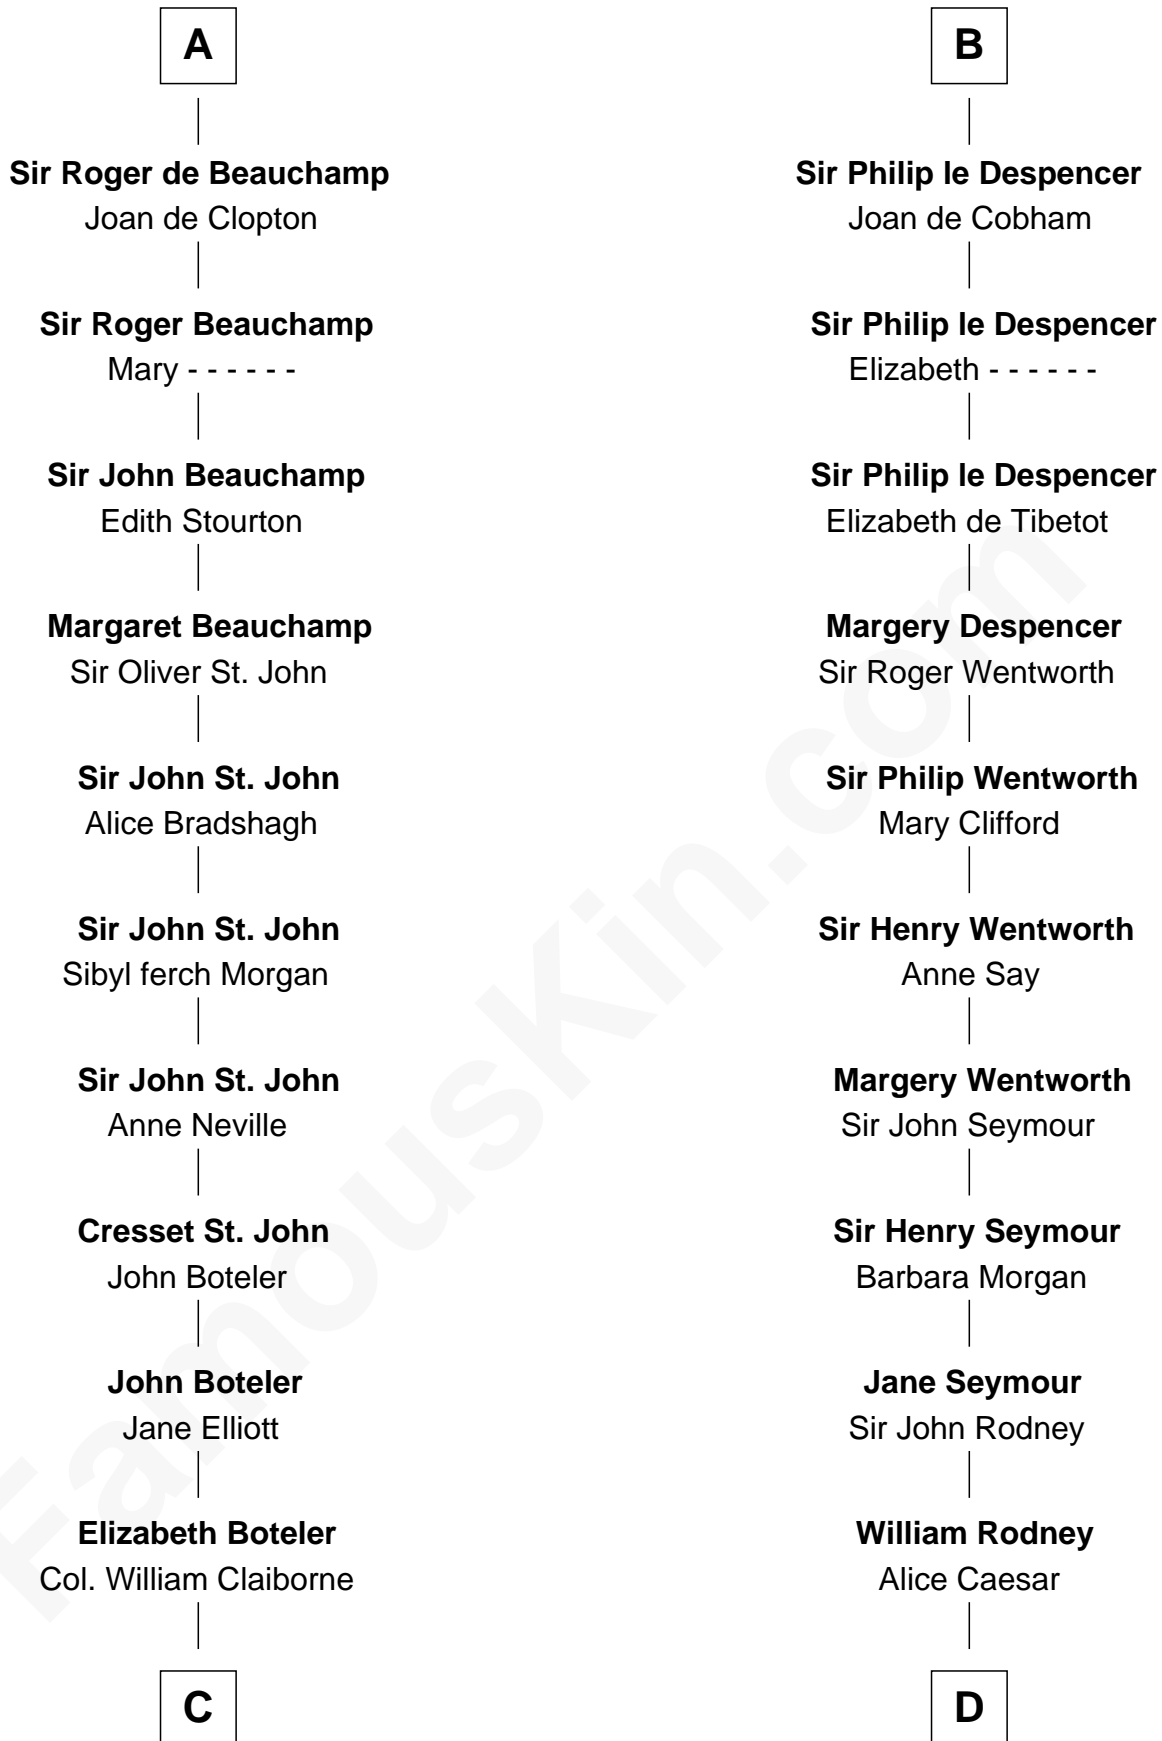 A
Sir Roger de Beauchamp
Joan de Clopton
Sir Roger Beauchamp
Mary - - - - - -
Sir John Beauchamp
Edith Stourton
Margaret Beauchamp
Sir Oliver St. John
Sir John St. John
Alice Bradshagh
Sir John St. John
Sibyl ferch Morgan
Sir John St. John
Anne Neville
Cresset St. John
John Boteler
John Boteler
Jane Elliott
Elizabeth Boteler
Col. William Claiborne
C
B
Sir Philip le Despencer
Joan de Cobham
Sir Philip le Despencer
Elizabeth - - - - - -
Sir Philip le Despencer
Elizabeth de Tibetot
Margery Despencer
Sir Roger Wentworth
Sir Philip Wentworth
Mary Clifford
Sir Henry Wentworth
Anne Say
Margery Wentworth
Sir John Seymour
Sir Henry Seymour
Barbara Morgan
Jane Seymour
Sir John Rodney
William Rodney
Alice Caesar
D
FamousKin.com